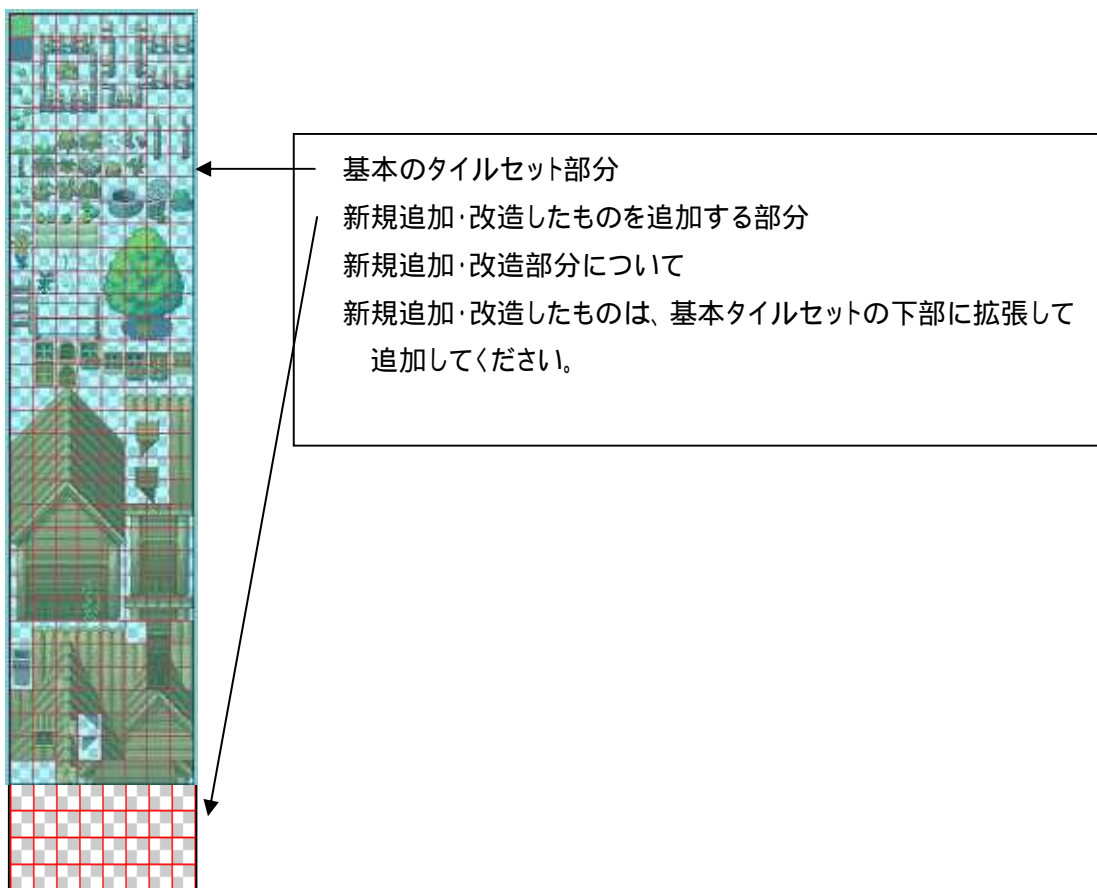 基本のタイルセット部分
新規追加・改造したものを追加する部分
新規追加・改造部分について
新規追加・改造したものは、基本タイルセットの下部に拡張して
追加してください。